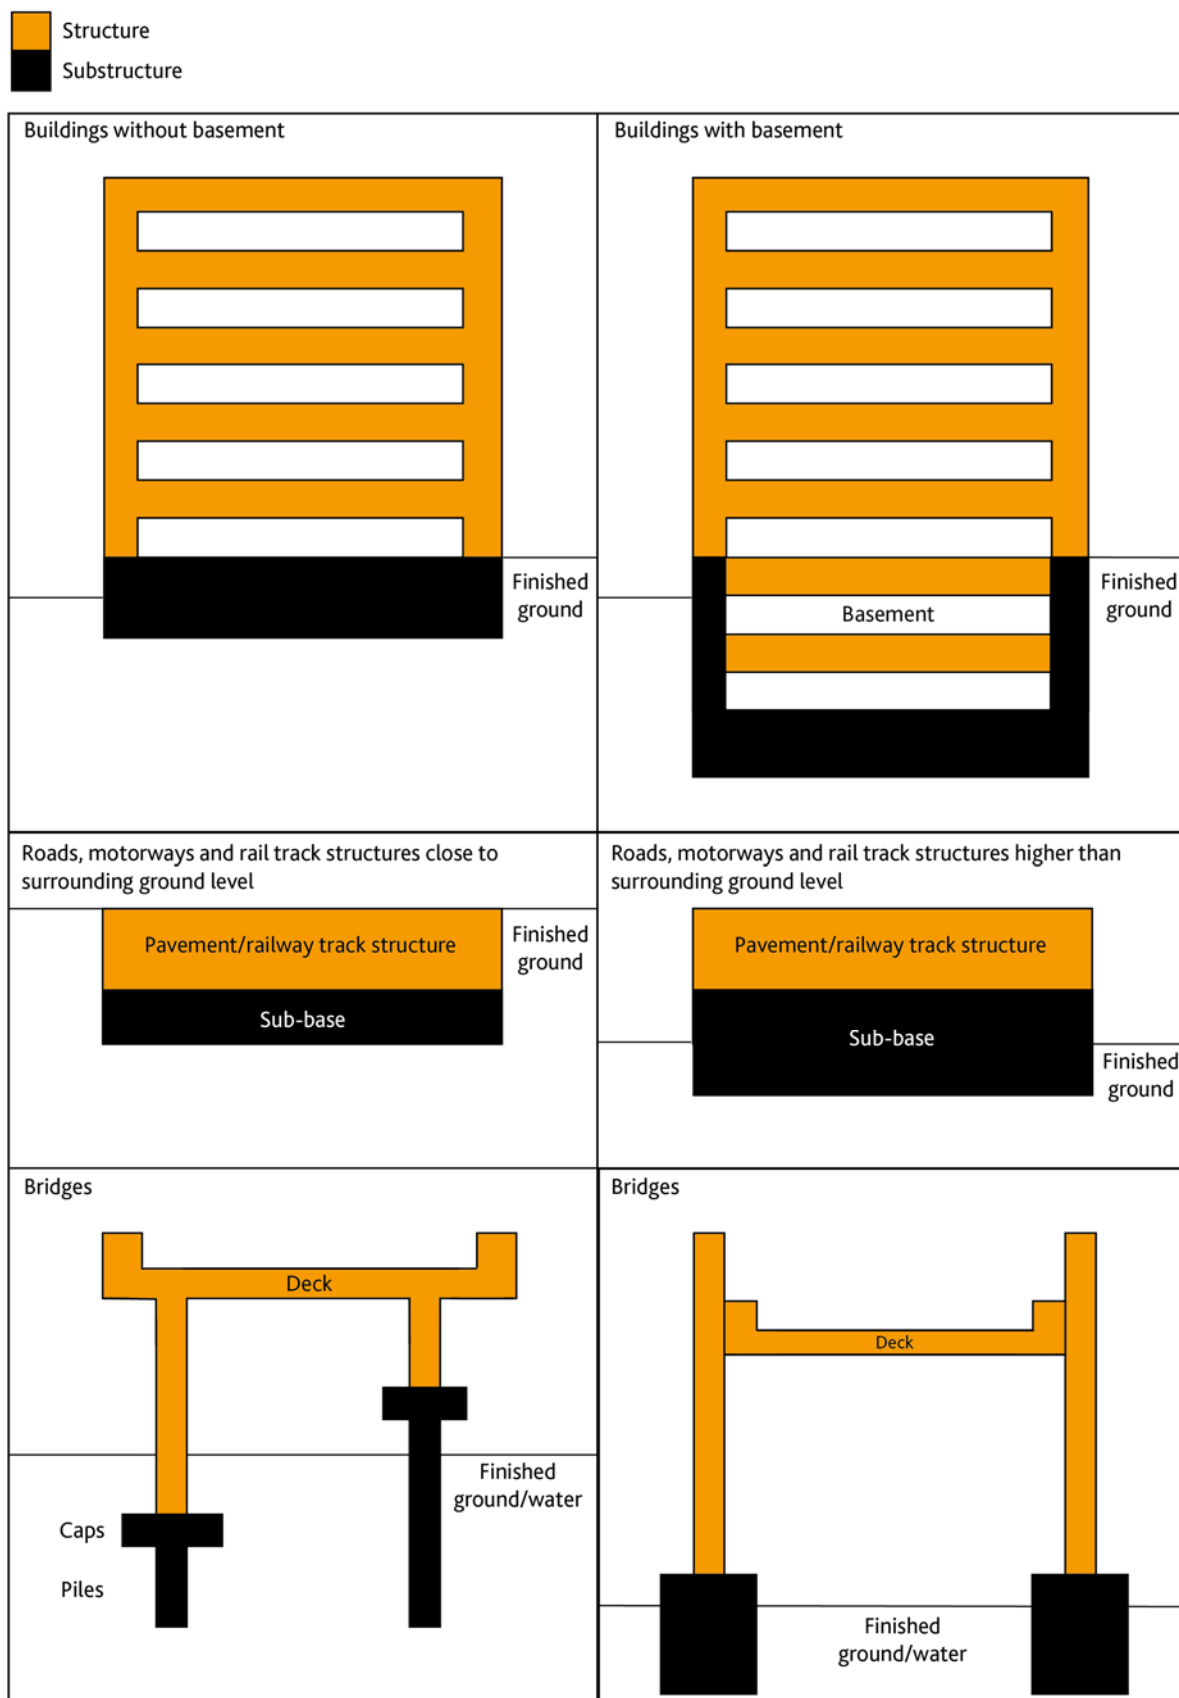 Structure
Substructure
Buildings without basement
Finished
ground
Buildings with basement
Finished
ground
Basement
Roads, motorways and rail track structures close to
surrounding ground level
Pavement/railway track structure
Finished
ground
Sub-base
Roads, motorways and rail track structures higher than
surrounding ground level
Pavement/railway track structure
Sub-base
Finished
ground
Bridges
Deck
Finished
ground/water
Caps
Piles
Bridges
Deck
Finished
ground/water